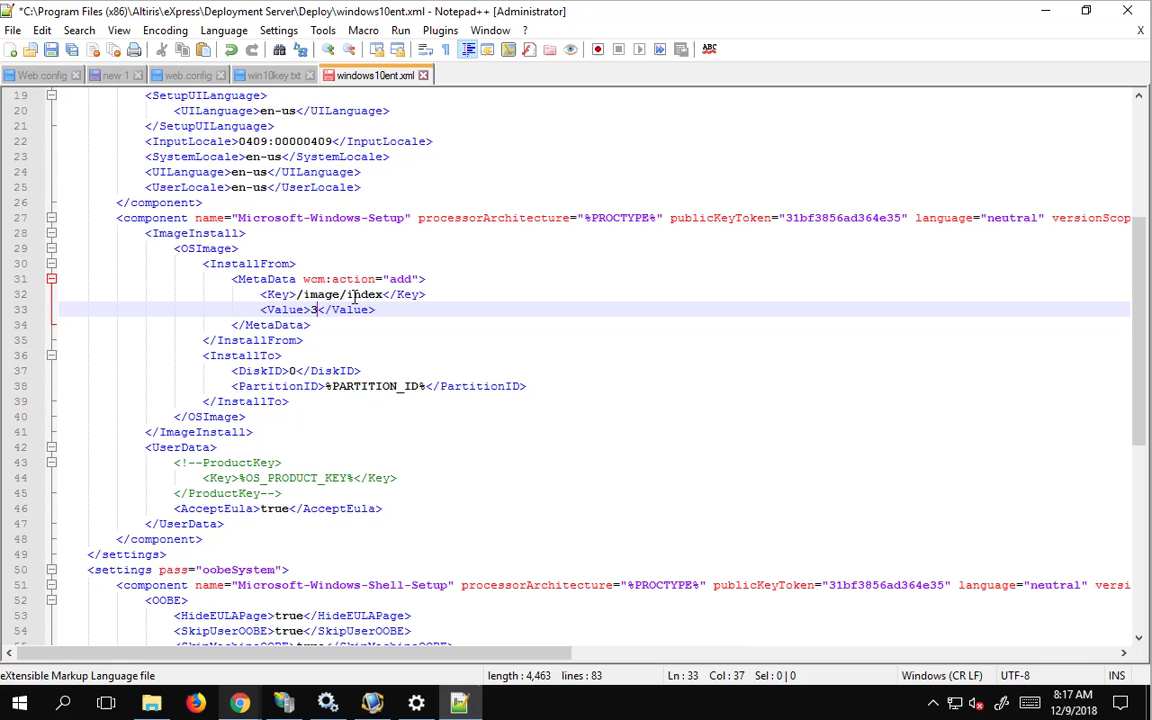 *C:\Program Files (x86)\Altiris\eXpress\Deployment Server\Deploy\windows10ent.xml - Notepad++ [Administrator]
File Edit Search View Encoding Language Settings Tools Macro Run Plugins Window ? X
Web.config new 1 web.config win10key.txt windows10ent.xml
19 <SetupUILanguage>
20 <UILanguage>en-us</UILanguage>
21 </SetupUILanguage>
22 <InputLocale>0409:00000409</InputLocale>
23 <SystemLocale>en-us</SystemLocale>
24 <UILanguage>en-us</UILanguage>
25 <UserLocale>en-us</UserLocale>
26 </component>
27 <component name="Microsoft-Windows-Setup" processorArchitecture="%PROCTYPE%" publicKeyToken="31bf3856ad364e35" language="neutral" versionScop
28 <ImageInstall>
29 <OSImage>
30 <InstallFrom>
31 <MetaData wcm:action="add">
32 <Key>/image/index</Key>
33 <Value>3</Value>
34 </MetaData>
35 </InstallFrom>
36 <InstallTo>
37 <DiskID>0</DiskID>
38 <PartitionID>%PARTITION_ID%</PartitionID>
39 </InstallTo>
40 </OSImage>
41 </ImageInstall>
42 <UserData>
43 <!--ProductKey>
44 <Key>%OS_PRODUCT_KEY%</Key>
45 </ProductKey-->
46 <AcceptEula>true</AcceptEula>
47 </UserData>
48 </component>
49 </settings>
50 <settings pass="oobeSystem">
51 <component name="Microsoft-Windows-Shell-Setup" processorArchitecture="%PROCTYPE%" publicKeyToken="31bf3856ad364e35" language="neutral" versi
52 <OOBE>
53 <HideEULAPage>true</HideEULAPage>
54 <SkipUserOOBE>true</SkipUserOOBE>
eXtensible Markup Language file length : 4,463 lines : 83 Ln : 33 Col : 37 Sel : 0 | 0 Windows (CR LF) UTF-8 INS
8:17 AM
12/9/2018